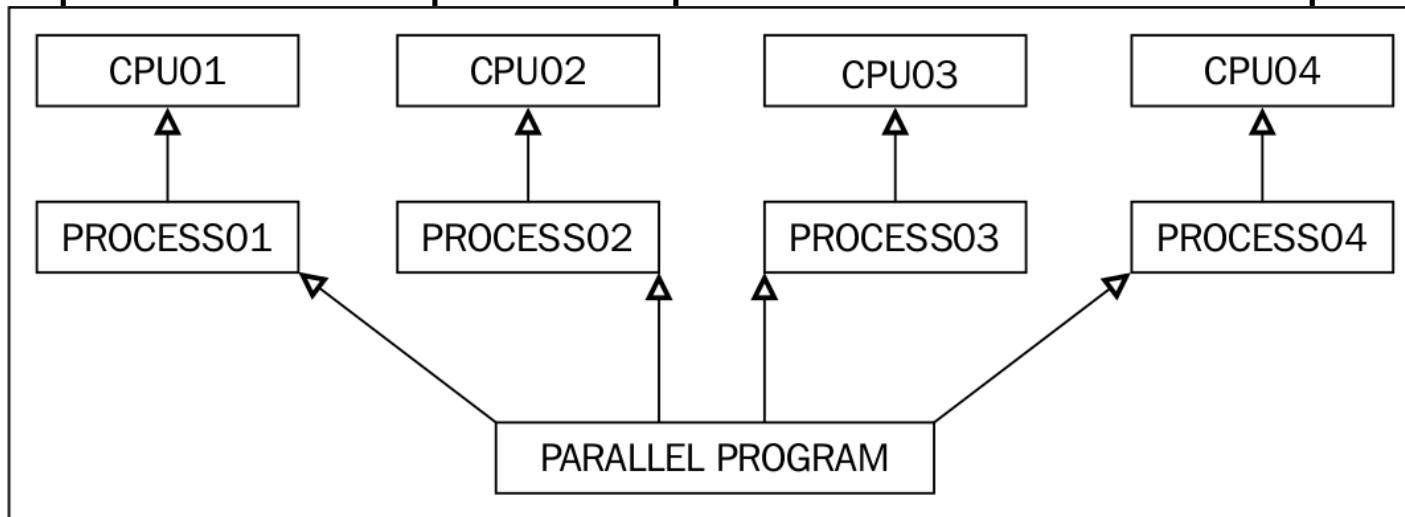 CPU01
CPU02
CPU03
CPU04
PROCESS01
PROCESS02
PROCESS03
PROCESS04
PARALLEL PROGRAM